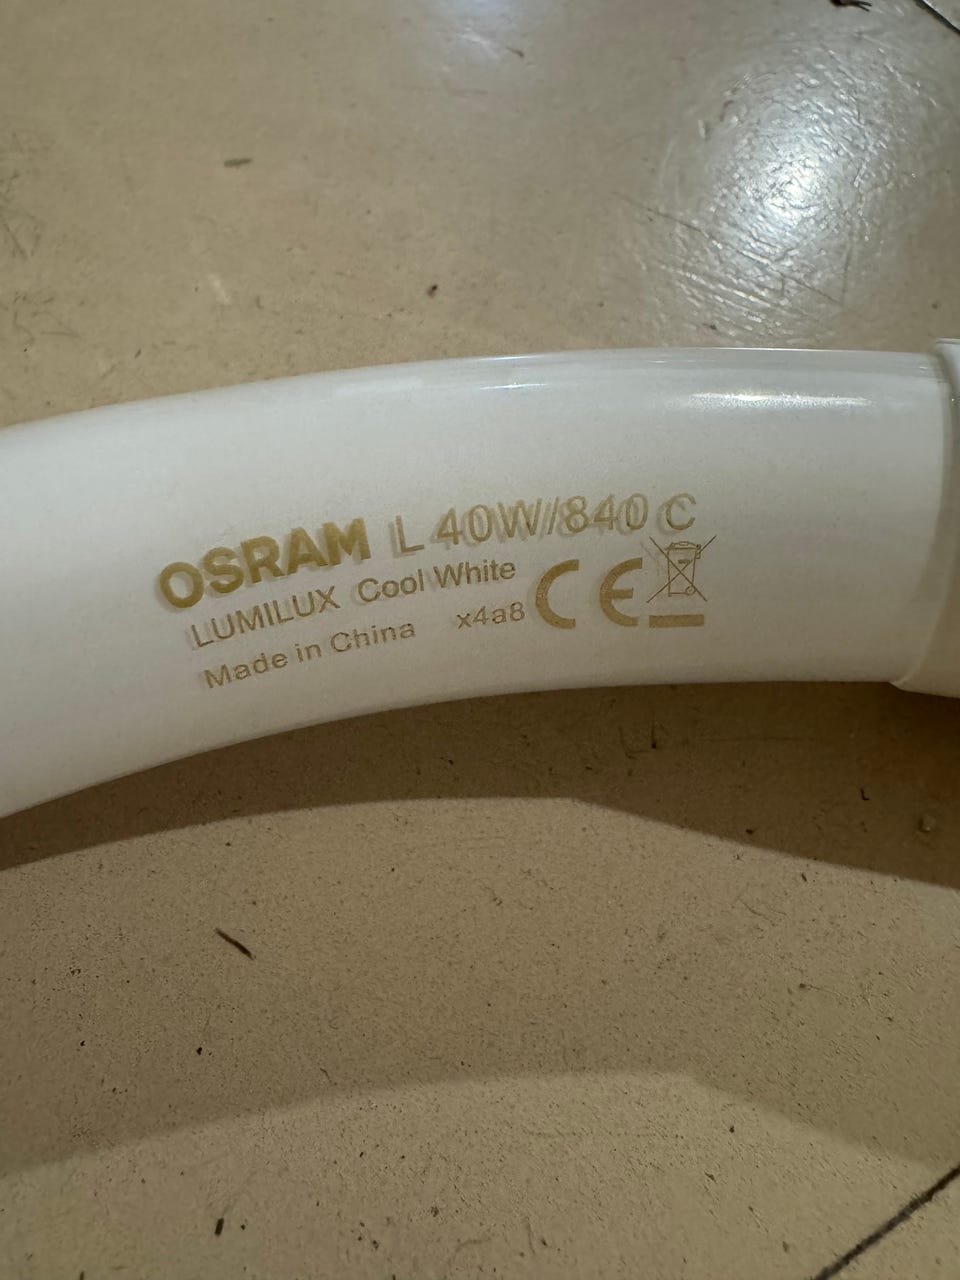 OSRAM L 40W/840 C
LUMILUX Cool White
Made in China x4a8 CE